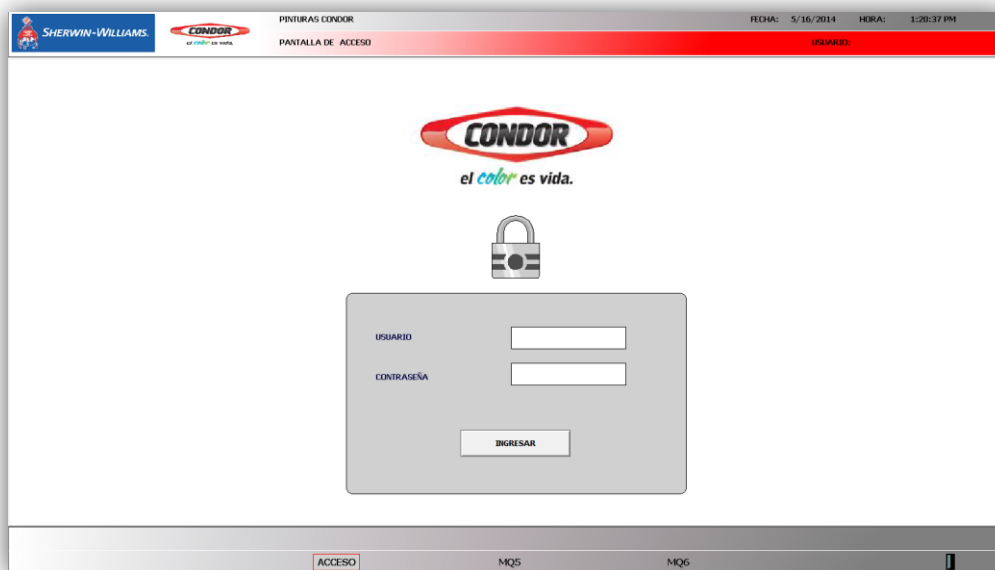 SHERWIN-WILLIAMS.
CONDOR
el color es vida.
PINTURAS CONDOR
FECHA: 5/16/2014 HORA: 1:20:37 PM
PANTALLA DE ACCESO
USUARIO:
CONDOR
el color es vida.
USUARIO
CONTRASEÑA
INGRESAR
ACCESO MQ5 MQ6